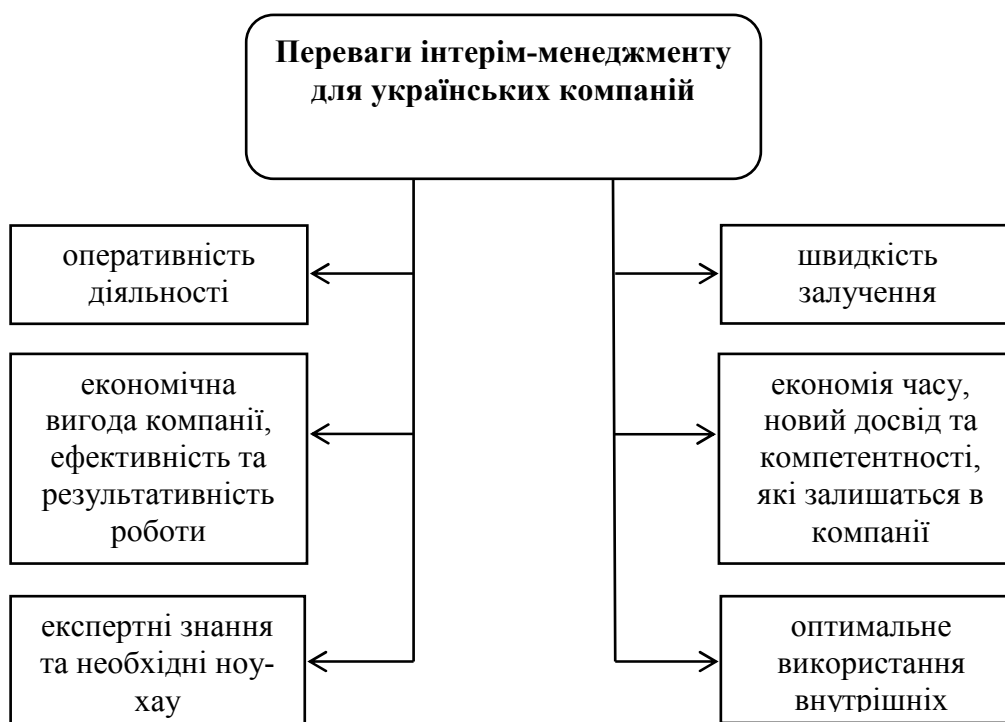 Переваги інтерім-менеджменту
для українських компаній
оперативність
діяльності
швидкість
залучення
економічна
вигода компанії,
ефективність та
результативність
роботи
економія часу,
новий досвід та
компетентності,
які залишаться в
компанії
експертні знання
та необхідні ноу-
хау
оптимальне
використання
внутрішніх